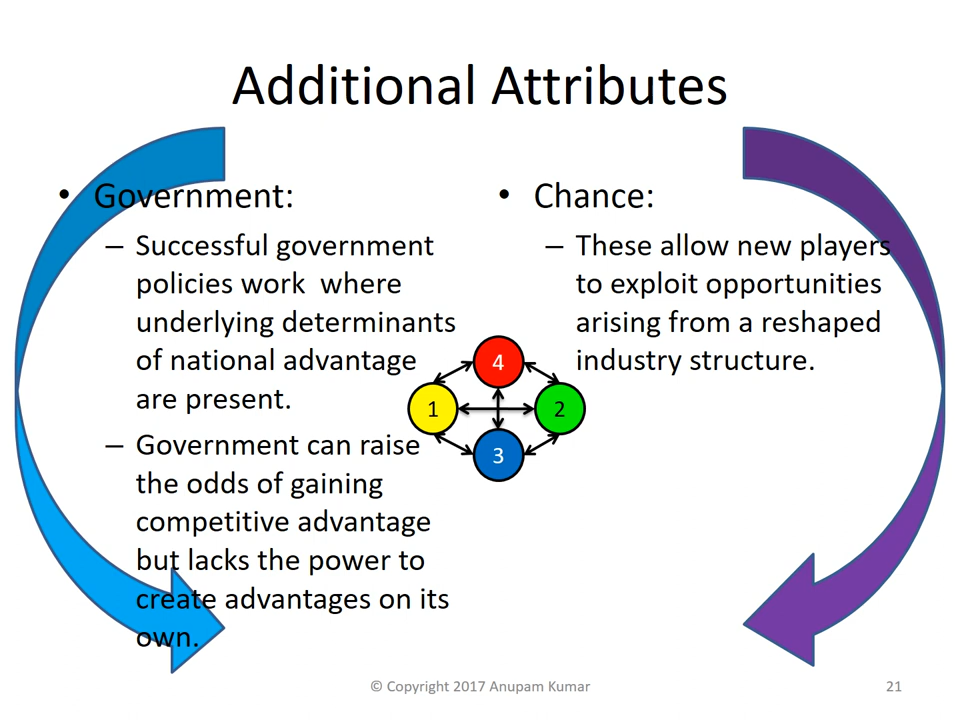 Additional Attributes
• Government:
– Successful government
policies work  where
underlying determinants
of national advantage
are present.
– Government can raise
the odds of gaining
competitive advantage
but lacks the power to
create advantages on its
own.
• Chance:
– These allow new players
to exploit opportunities
arising from a reshaped
industry structure.
4
1
2
3
© Copyright 2017 Anupam Kumar
21